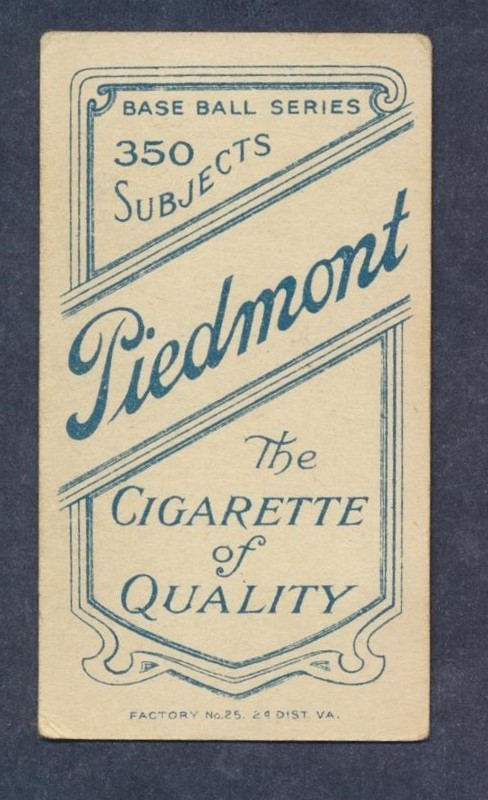 BASE BALL SERIES
350
SUBJECTS
Piedmont
The
CIGARETTE
of
QUALITY
FACTORY No. 25. 2d DIST. VA.